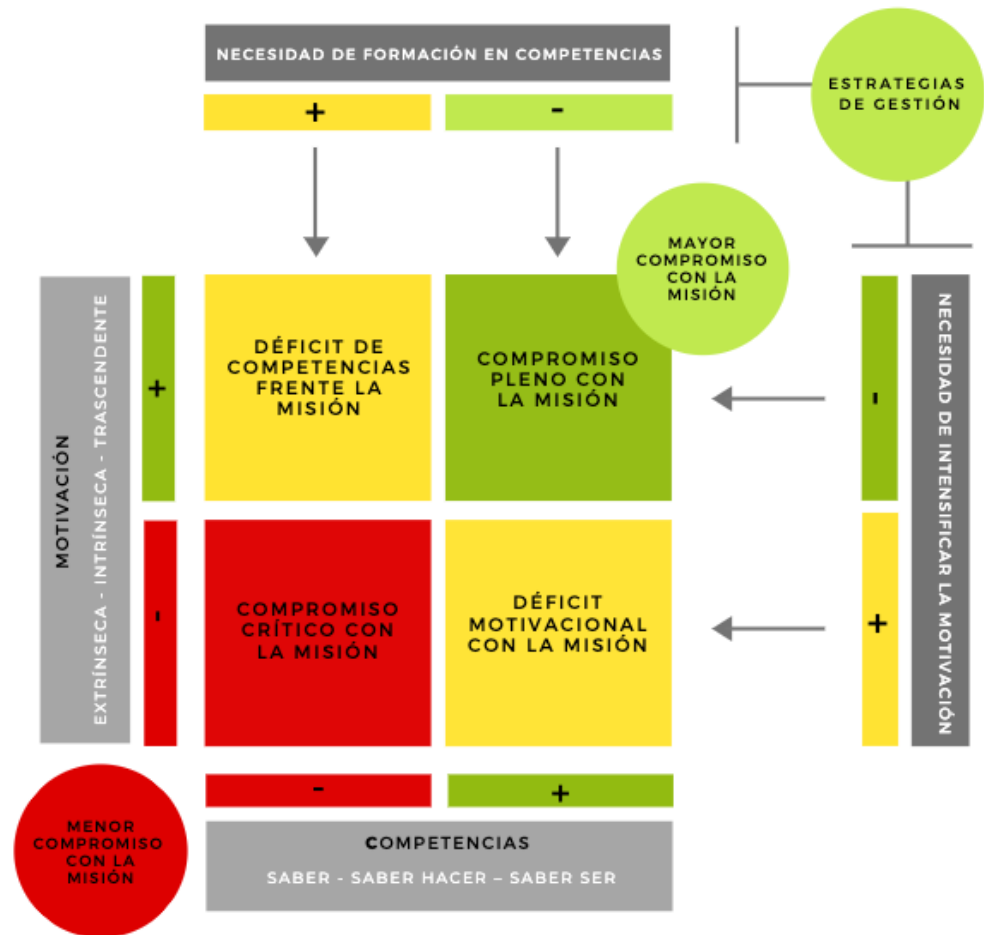 NECESIDAD DE FORMACIÓN EN COMPETENCIAS
+
-
ESTRATEGIAS
DE GESTIÓN
MAYOR
COMPROMISO
CON LA
MISIÓN
MOTIVACIÓN
EXTRÍNSECA - INTRÍNSECA - TRASCENDENTE
+
-
DÉFICIT DE
COMPETENCIAS
FRENTE LA
MISIÓN
COMPROMISO
PLENO CON
LA MISIÓN
COMPROMISO
CRÍTICO CON
LA MISIÓN
DÉFICIT
MOTIVACIONAL
CON LA MISIÓN
-
+
NECESIDAD DE INTENSIFICAR LA MOTIVACIÓN
-
+
COMPETENCIAS
SABER - SABER HACER – SABER SER
MENOR
COMPROMISO
CON LA
MISIÓN